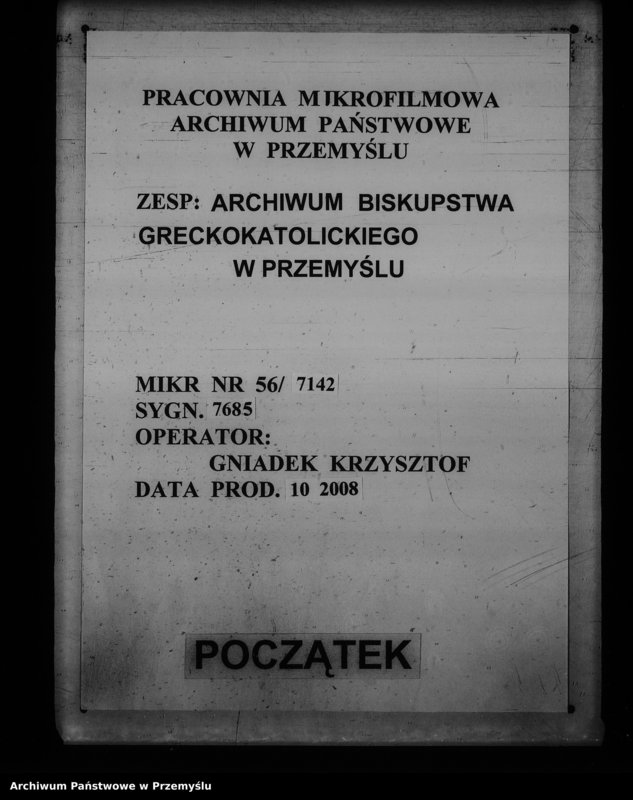 PRACOWNIA MIKROFILMOWA
ARCHIWUM PAŃSTWOWE
W PRZEMYŚLU
ZESP: ARCHIWUM BISKUPSTWA
GRECKOKATOLICKIEGO
W PRZEMYŚLU
MIKR NR 56/ 7142
SYGN. 7685
OPERATOR:
GNIADEK KRZYSZTOF
DATA PROD. 10 2008
POCZĄTEK
Archiwum Państwowe w Przemyślu